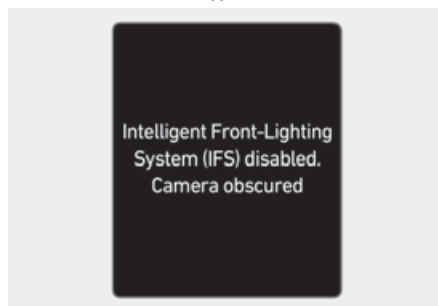 Intelligent Front-Lighting
System (IFS) disabled.
Camera obscured